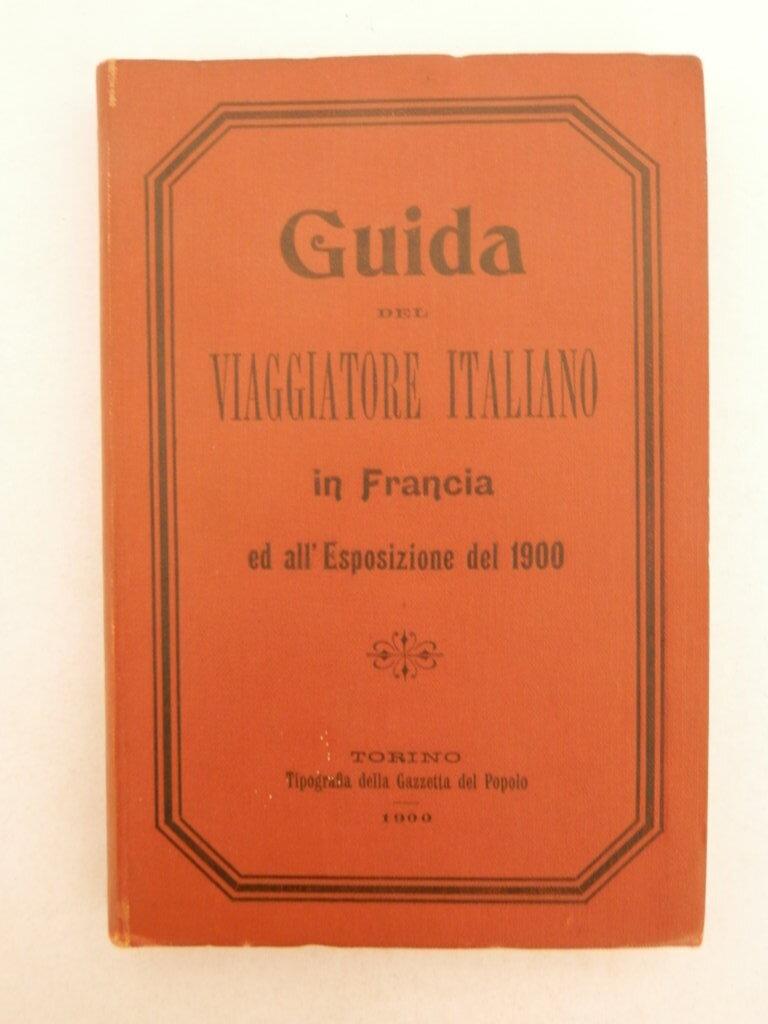 Guida
DEL
VIAGGIATORE ITALIANO
in Francia
ed all' Esposizione del 1900
TORINO
Tipografia della Gazzetta del Popolo
1900